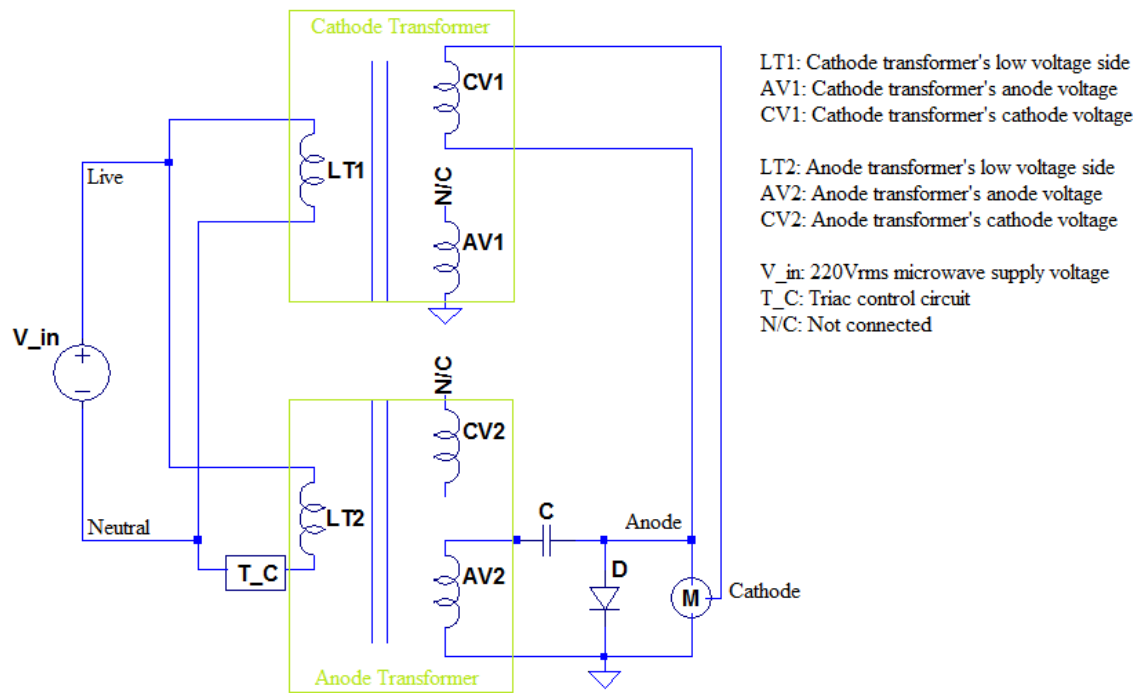 Cathode Transformer
CV1
LT1
N/C
AV1
Live
V_in
Neutral
N/C
CV2
LT2
T_C
AV2
C
Anode
D
M
Cathode
Anode Transformer
LT1: Cathode transformer's low voltage side
AV1: Cathode transformer's anode voltage
CV1: Cathode transformer's cathode voltage
LT2: Anode transformer's low voltage side
AV2: Anode transformer's anode voltage
CV2: Anode transformer's cathode voltage
V_in: 220Vrms microwave supply voltage
T_C: Triac control circuit
N/C: Not connected